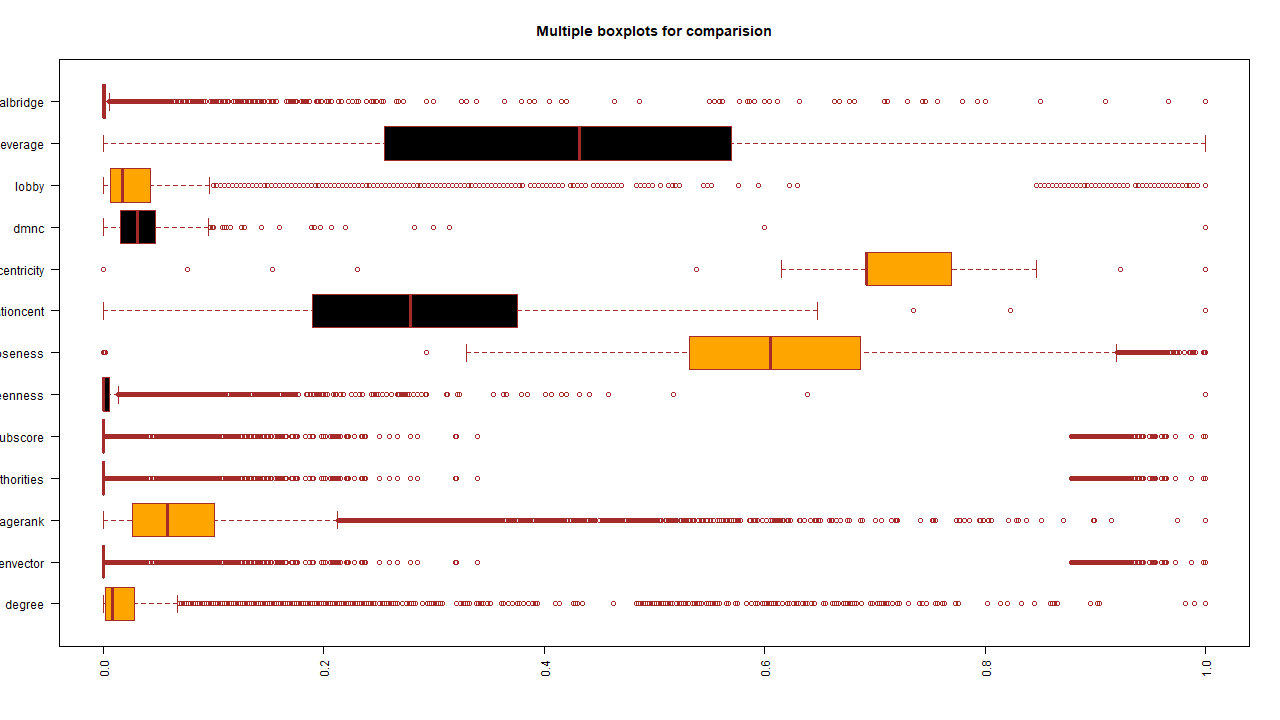 Multiple boxplots for comparision
albridge
everage
lobby
dmnc
centricity
tioncent
oseness
eenness
ubscore
thorities
agerank
envector
degree
0.0 0.2 0.4 0.6 0.8 1.0